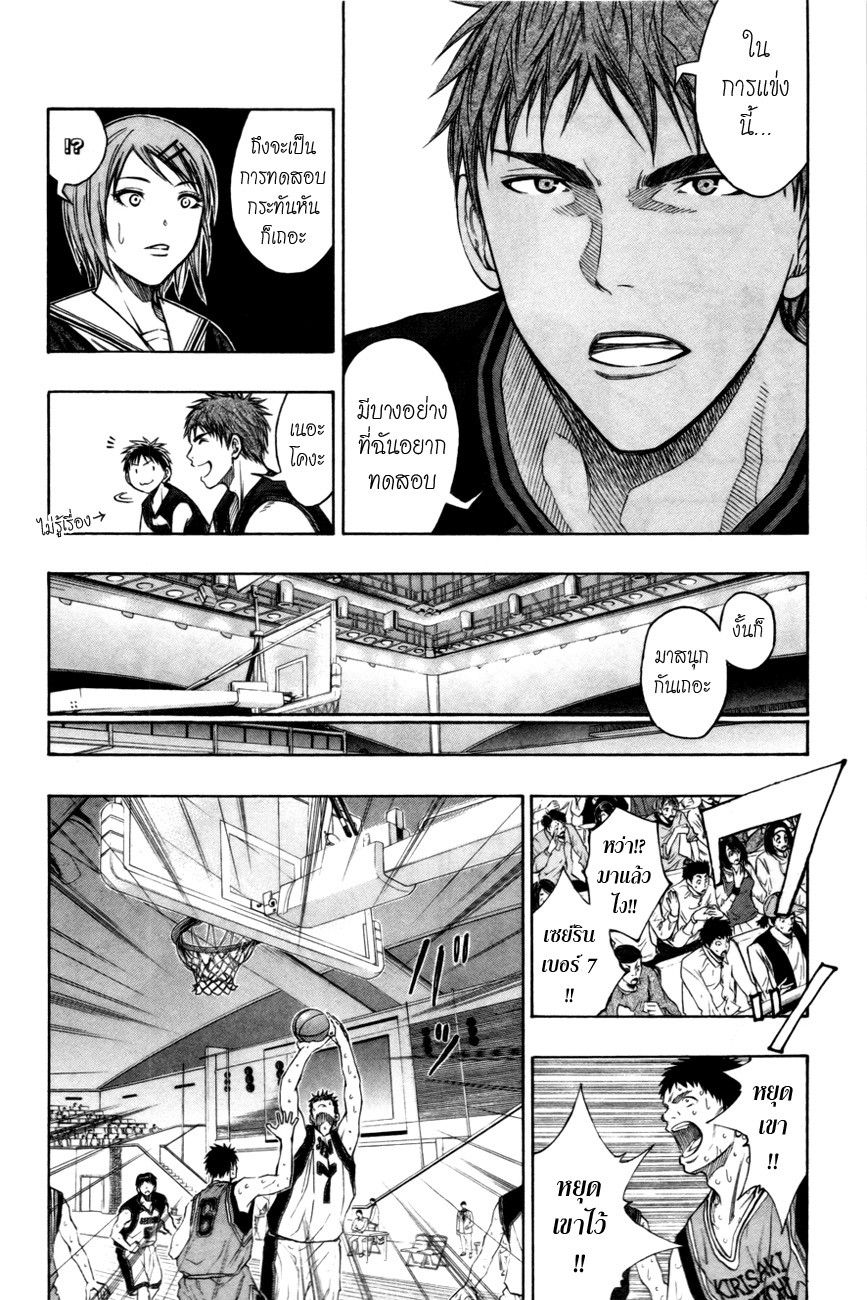 ใน
การแข่ง
นี้...
มีบางอย่าง
ที่ฉันอยาก
ทดสอบ
ถึงจะเป็น
การทดสอบ
กระทันหัน
ก็เถอะ
!?
เนอะ
โคงะ
ไม่รู้เรื่อง→
งั้นก็
มาสนุก
กันเถอะ
หว๋า!?
มาแล้ว
ไง!!
เซย์ริน
เบอร์ 7
!!
หยุด
เขา
!!
หยุด
เขาไว้
!!
6
KIRISAKI